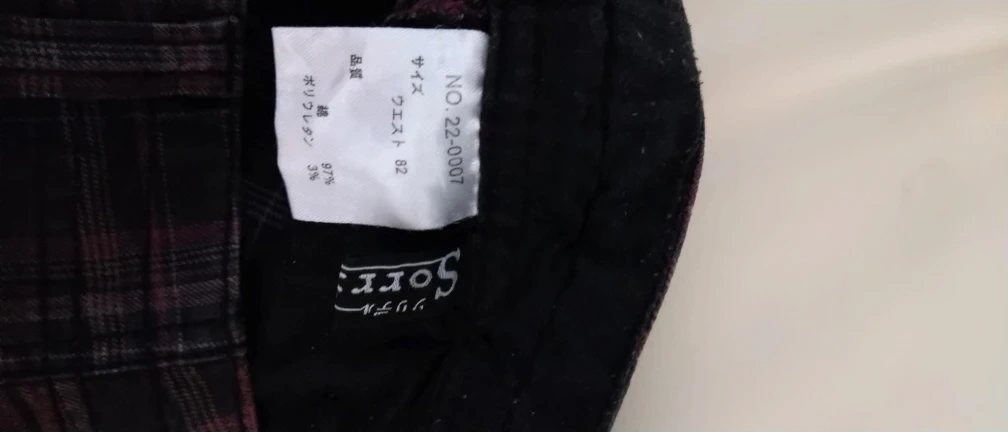 NO. 22-0007
サイズ
ウエスト 82
品質
綿 97%
ポリウレタン 3%
Sorr
ソリデル